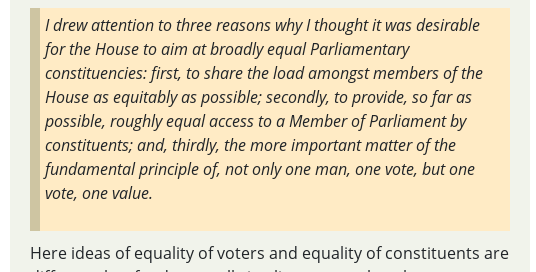 I drew attention to three reasons why I thought it was desirable
for the House to aim at broadly equal Parliamentary
constituencies: first, to share the load amongst members of the
House as equitably as possible; secondly, to provide, so far as
possible, roughly equal access to a Member of Parliament by
constituents; and, thirdly, the more important matter of the
fundamental principle of, not only one man, one vote, but one
vote, one value.
Here ideas of equality of voters and equality of constituents are